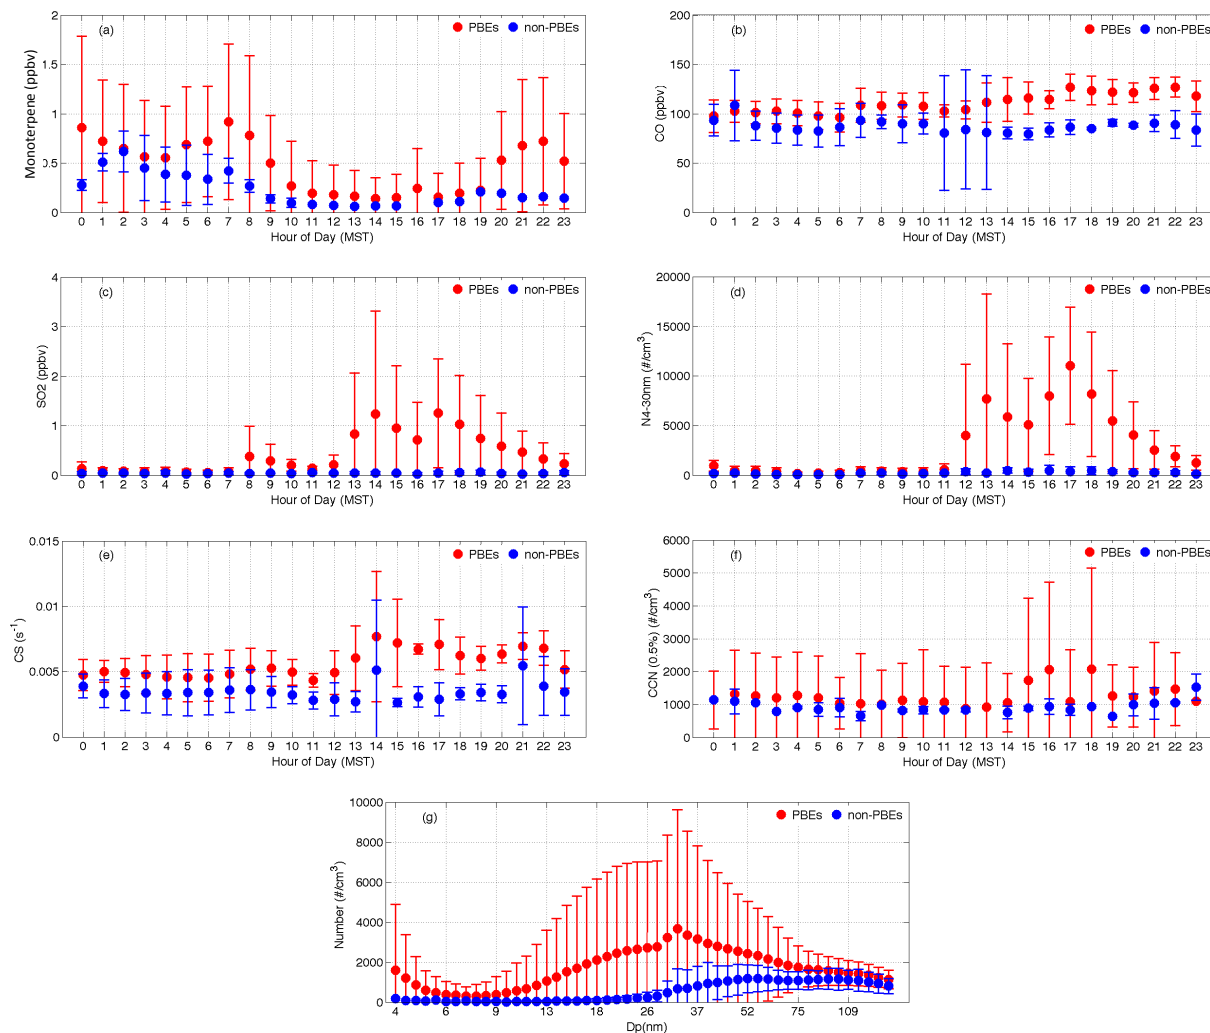 (a)
PBEs
non-PBEs
Monoterpene (ppbv)
2
1.5
1
0.5
0
0 1 2 3 4 5 6 7 8 9 10 11 12 13 14 15 16 17 18 19 20 21 22 23
Hour of Day (MST)
(b)
PBEs
non-PBEs
CO (ppbv)
200
150
100
50
0
0 1 2 3 4 5 6 7 8 9 10 11 12 13 14 15 16 17 18 19 20 21 22 23
Hour of Day (MST)
(c)
PBEs
non-PBEs
SO2 (ppbv)
4
3
2
1
0
0 1 2 3 4 5 6 7 8 9 10 11 12 13 14 15 16 17 18 19 20 21 22 23
Hour of Day (MST)
(d)
PBEs
non-PBEs
N4-30nm (#/cm³)
20000
15000
10000
5000
0
0 1 2 3 4 5 6 7 8 9 10 11 12 13 14 15 16 17 18 19 20 21 22 23
Hour of Day (MST)
(e)
PBEs
non-PBEs
CS (s⁻¹)
0.015
0.01
0.005
0
0 1 2 3 4 5 6 7 8 9 10 11 12 13 14 15 16 17 18 19 20 21 22 23
Hour of Day (MST)
(f)
PBEs
non-PBEs
CCN (0.5%) (#/cm³)
6000
5000
4000
3000
2000
1000
0
0 1 2 3 4 5 6 7 8 9 10 11 12 13 14 15 16 17 18 19 20 21 22 23
Hour of Day (MST)
(g)
PBEs
non-PBEs
Number (#/cm³)
10000
8000
6000
4000
2000
0
4 6 9 13 18 26 37 52 75 109
Dp(nm)